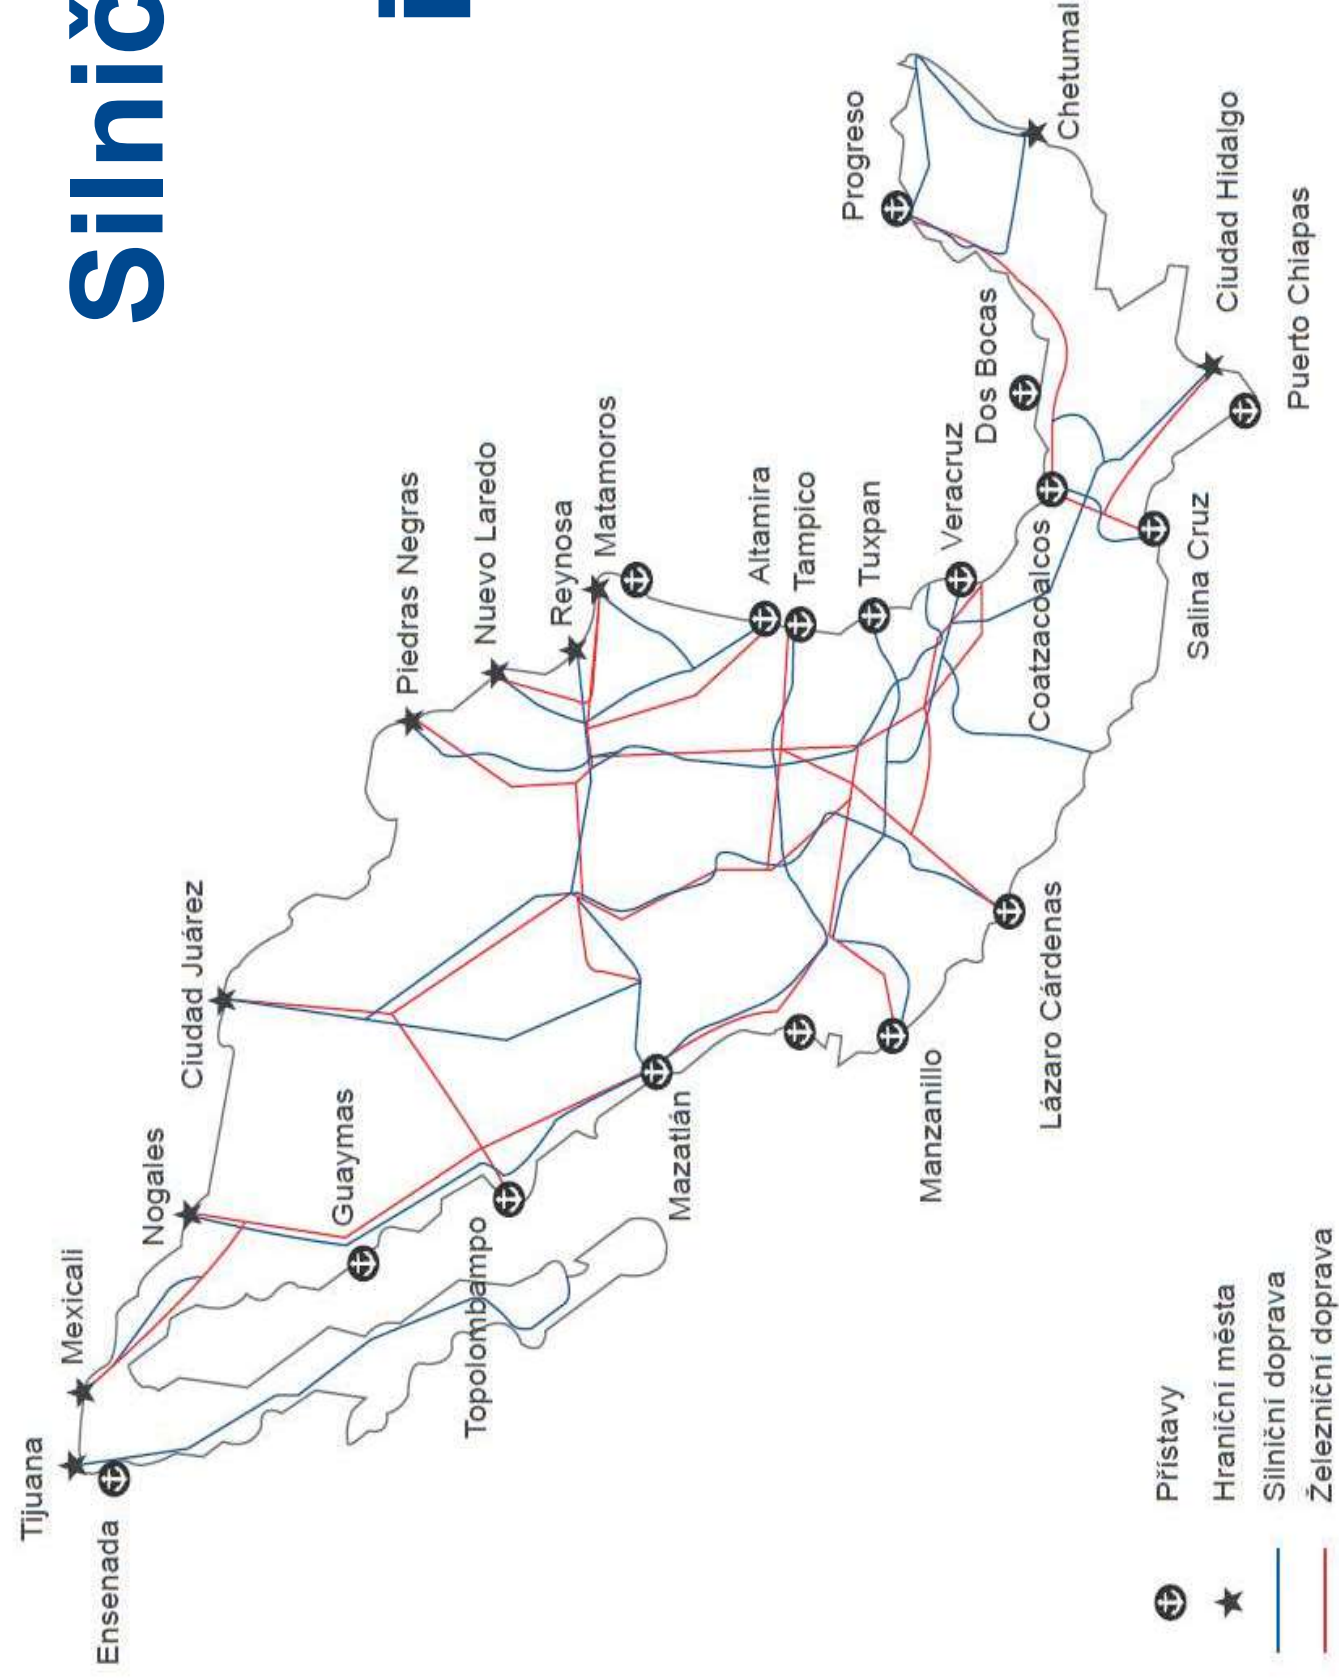 Silnič
i
Tijuana
Ensenada
Mexicali
Nogales
Ciudad Juárez
Guaymas
Topolombampo
Piedras Negras
Nuevo Laredo
Reynosa
Matamoros
Mazatlán
Altamira
Tampico
Tuxpan
Veracruz
Manzanillo
Lázaro Cárdenas
Coatzacoalcos
Dos Bocas
Progreso
Chetumal
Salina Cruz
Ciudad Hidalgo
Puerto Chiapas
Přístavy
Hraniční města
Silniční doprava
Železniční doprava